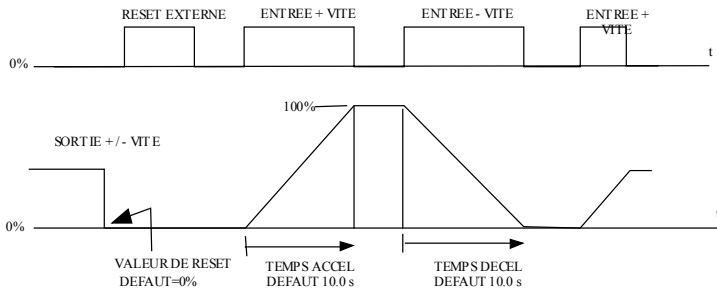 RESET EXTERNE
ENTREE + VITE
ENTREE - VITE
ENTREE +
VITE
0%
t
100%
SORTIE +/- VITE
0%
t
VALEUR DE RESET
DEFAUT=0%
TEMPS ACCEL
DEFAUT 10.0 s
TEMPS DECEL
DEFAUT 10.0 s